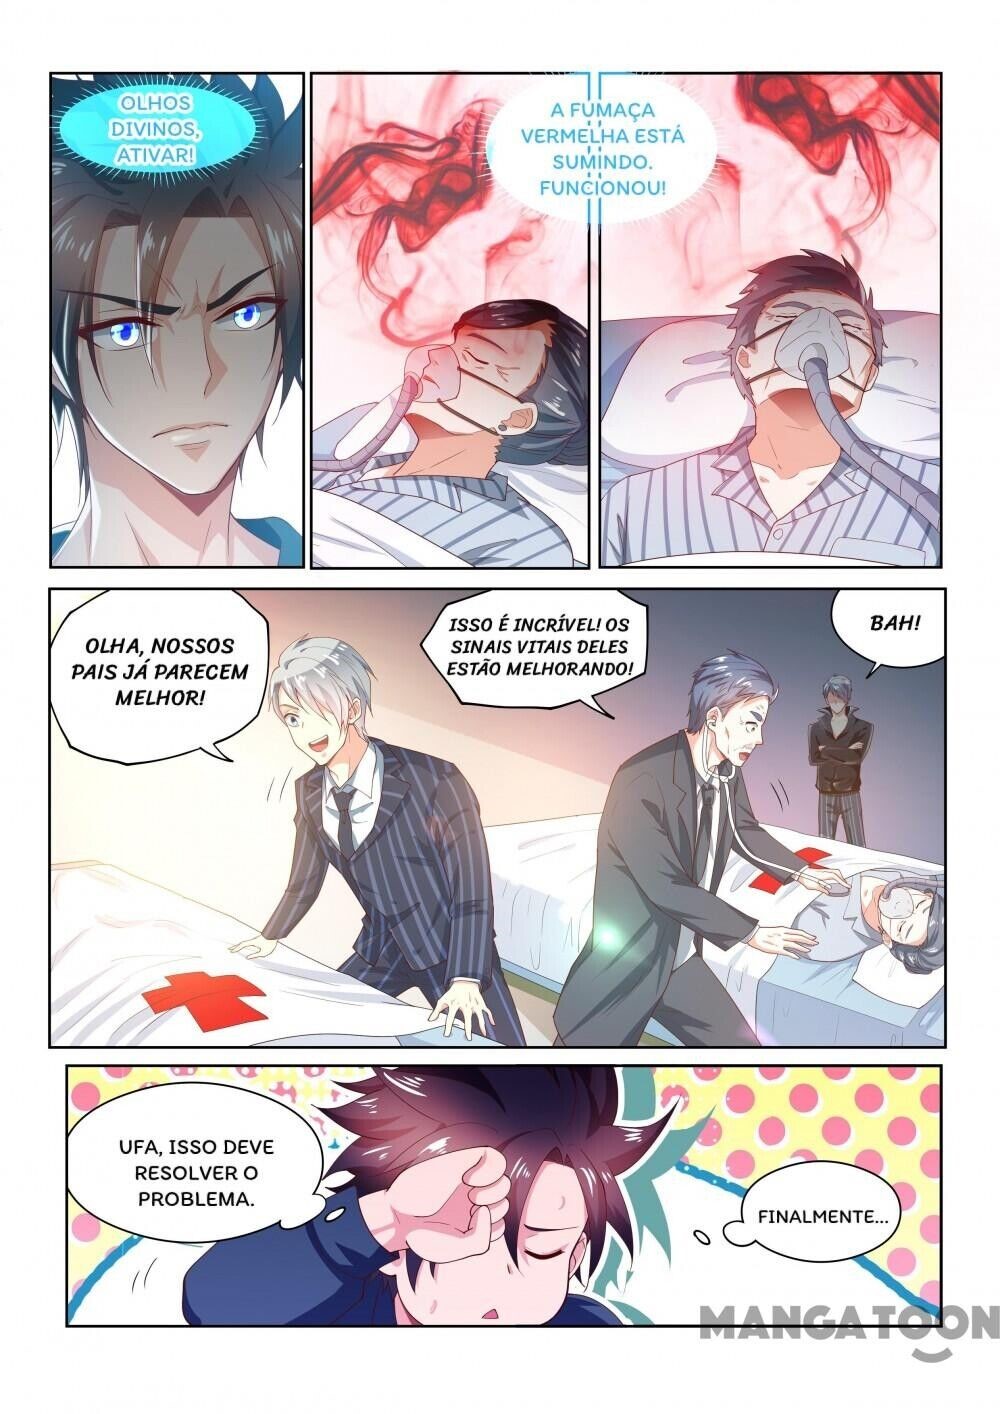 OLHOS
DIVINOS,
ATIVAR!
A FUMAÇA
VERMELHA ESTÁ
SUMINDO.
FUNCIONOU!
OLHA, NOSSOS
PAIS JÁ PARECEM
MELHOR!
ISSO É INCRÍVEL! OS
SINAIS VITAIS DELES
ESTÃO MELHORANDO!
BAH!
UFA, ISSO DEVE
RESOLVER O
PROBLEMA.
FINALMENTE...
MANGATOON